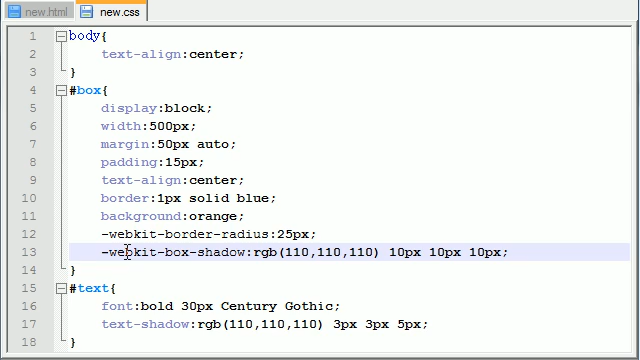 new.html new.css
1 body{
2 text-align:center;
3 }
4 #box{
5 display:block;
6 width:500px;
7 margin:50px auto;
8 padding:15px;
9 text-align:center;
10 border:1px solid blue;
11 background:orange;
12 -webkit-border-radius:25px;
13 -webkit-box-shadow:rgb(110,110,110) 10px 10px 10px;
14 }
15 #text{
16 font:bold 30px Century Gothic;
17 text-shadow:rgb(110,110,110) 3px 3px 5px;
18 }